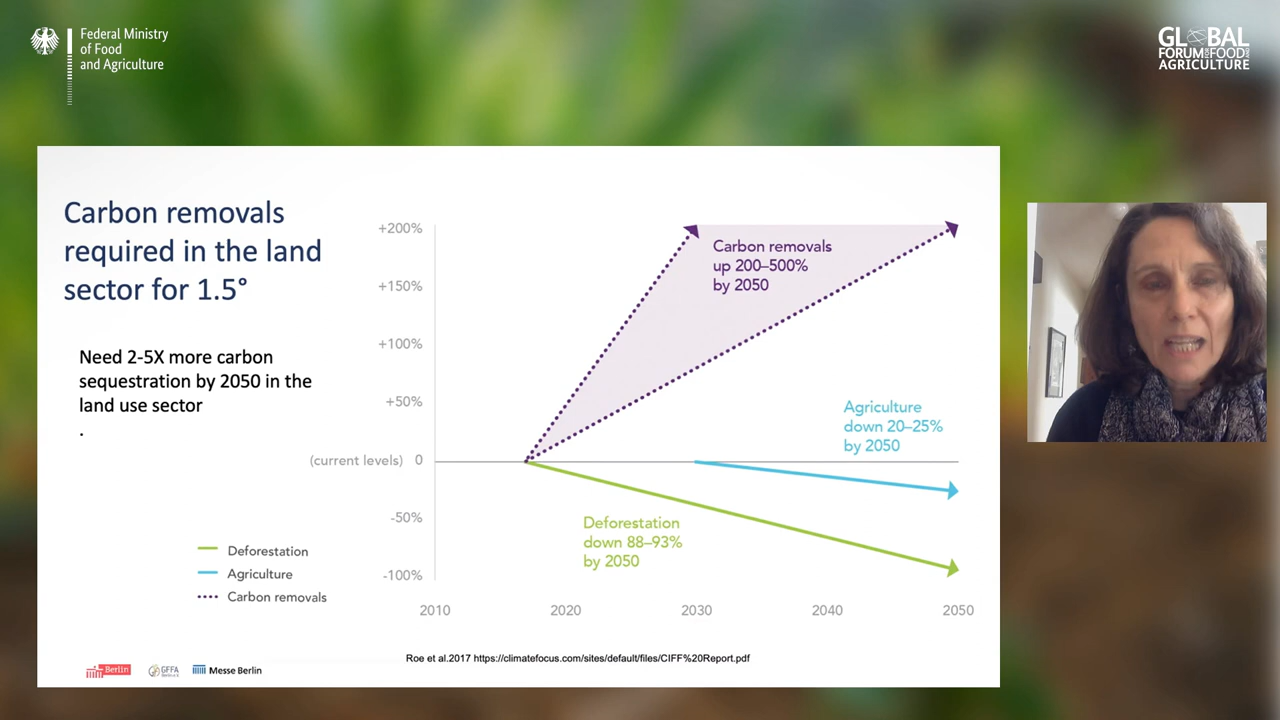 Federal Ministry
of Food
and Agriculture
GLOBAL
FORUM FOR FOOD AND
AGRICULTURE
Carbon removals
required in the land
sector for 1.5°
Need 2-5X more carbon
sequestration by 2050 in the
land use sector
.
+200%
+150%
+100%
+50%
(current levels) 0
-50%
-100%
2010 2020 2030 2040 2050
Carbon removals
up 200–500%
by 2050
Agriculture
down 20–25%
by 2050
Deforestation
down 88–93%
by 2050
Deforestation
Agriculture
Carbon removals
Roe et al.2017 https://climatefocus.com/sites/default/files/CIFF%20Report.pdf
Berlin
GFFA
Messe Berlin